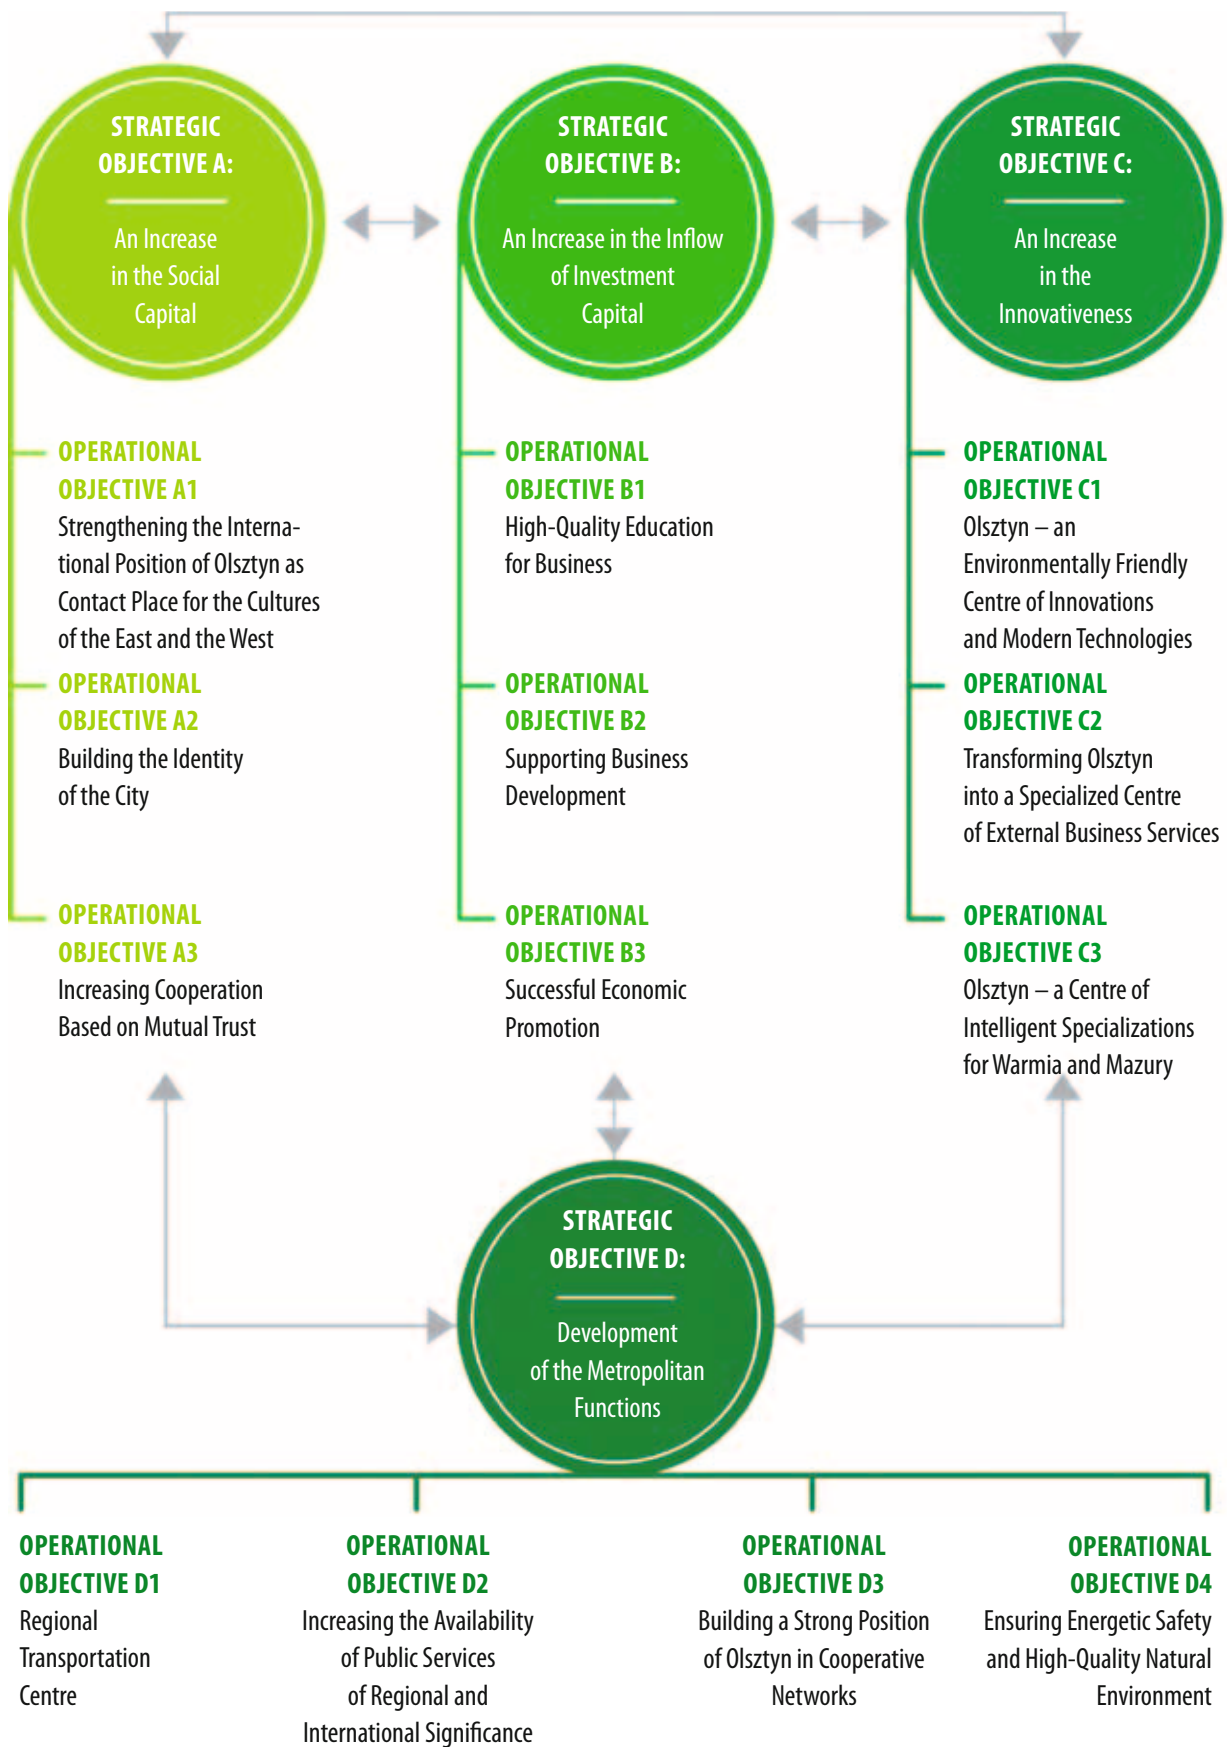 STRATEGIC
OBJECTIVE A:
An Increase
in the Social
Capital
STRATEGIC
OBJECTIVE B:
An Increase in the Inflow
of Investment
Capital
STRATEGIC
OBJECTIVE C:
An Increase
in the
Innovativeness
OPERATIONAL
OBJECTIVE A1
Strengthening the Interna-
tional Position of Olsztyn as
Contact Place for the Cultures
of the East and the West
OPERATIONAL
OBJECTIVE A2
Building the Identity
of the City
OPERATIONAL
OBJECTIVE A3
Increasing Cooperation
Based on Mutual Trust
OPERATIONAL
OBJECTIVE B1
High-Quality Education
for Business
OPERATIONAL
OBJECTIVE B2
Supporting Business
Development
OPERATIONAL
OBJECTIVE B3
Successful Economic
Promotion
OPERATIONAL
OBJECTIVE C1
Olsztyn – an
Environmentally Friendly
Centre of Innovations
and Modern Technologies
OPERATIONAL
OBJECTIVE C2
Transforming Olsztyn
into a Specialized Centre
of External Business Services
OPERATIONAL
OBJECTIVE C3
Olsztyn – a Centre of
Intelligent Specializations
for Warmia and Mazury
STRATEGIC
OBJECTIVE D:
Development
of the Metropolitan
Functions
OPERATIONAL
OBJECTIVE D1
Regional
Transportation
Centre
OPERATIONAL
OBJECTIVE D2
Increasing the Availability
of Public Services
of Regional and
International Significance
OPERATIONAL
OBJECTIVE D3
Building a Strong Position
of Olsztyn in Cooperative
Networks
OPERATIONAL
OBJECTIVE D4
Ensuring Energetic Safety
and High-Quality Natural
Environment